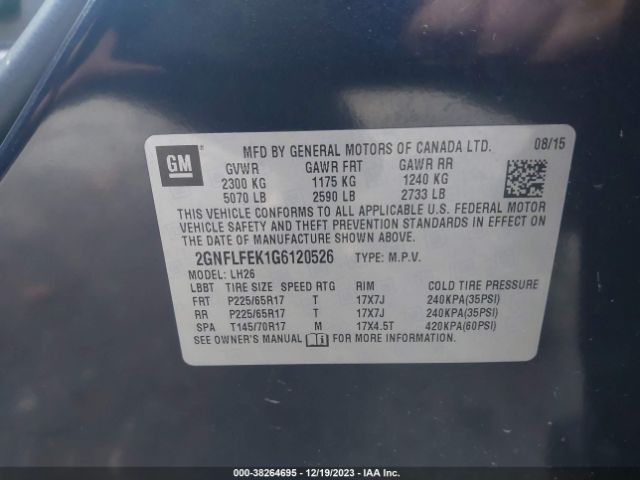 GM
MFD BY GENERAL MOTORS OF CANADA LTD. 08/15
GVWR GAWR FRT GAWR RR
2300 KG 1175 KG 1240 KG
5070 LB 2590 LB 2733 LB
THIS VEHICLE CONFORMS TO ALL APPLICABLE U.S. FEDERAL MOTOR
VEHICLE SAFETY AND THEFT PREVENTION STANDARDS IN EFFECT ON
THE DATE OF MANUFACTURE SHOWN ABOVE.
2GNFLFEK1G6120526 TYPE: M.P.V.
MODEL: LH26
LBBT TIRE SIZE SPEED RTG RIM COLD TIRE PRESSURE
FRT P225/65R17 T 17X7J 240KPA(35PSI)
RR P225/65R17 T 17X7J 240KPA(35PSI)
SPA T145/70R17 M 17X4.5T 420KPA(60PSI)
SEE OWNER'S MANUAL FOR MORE INFORMATION
000 - 38264695 - 12/19/2023 - IAAI.COM